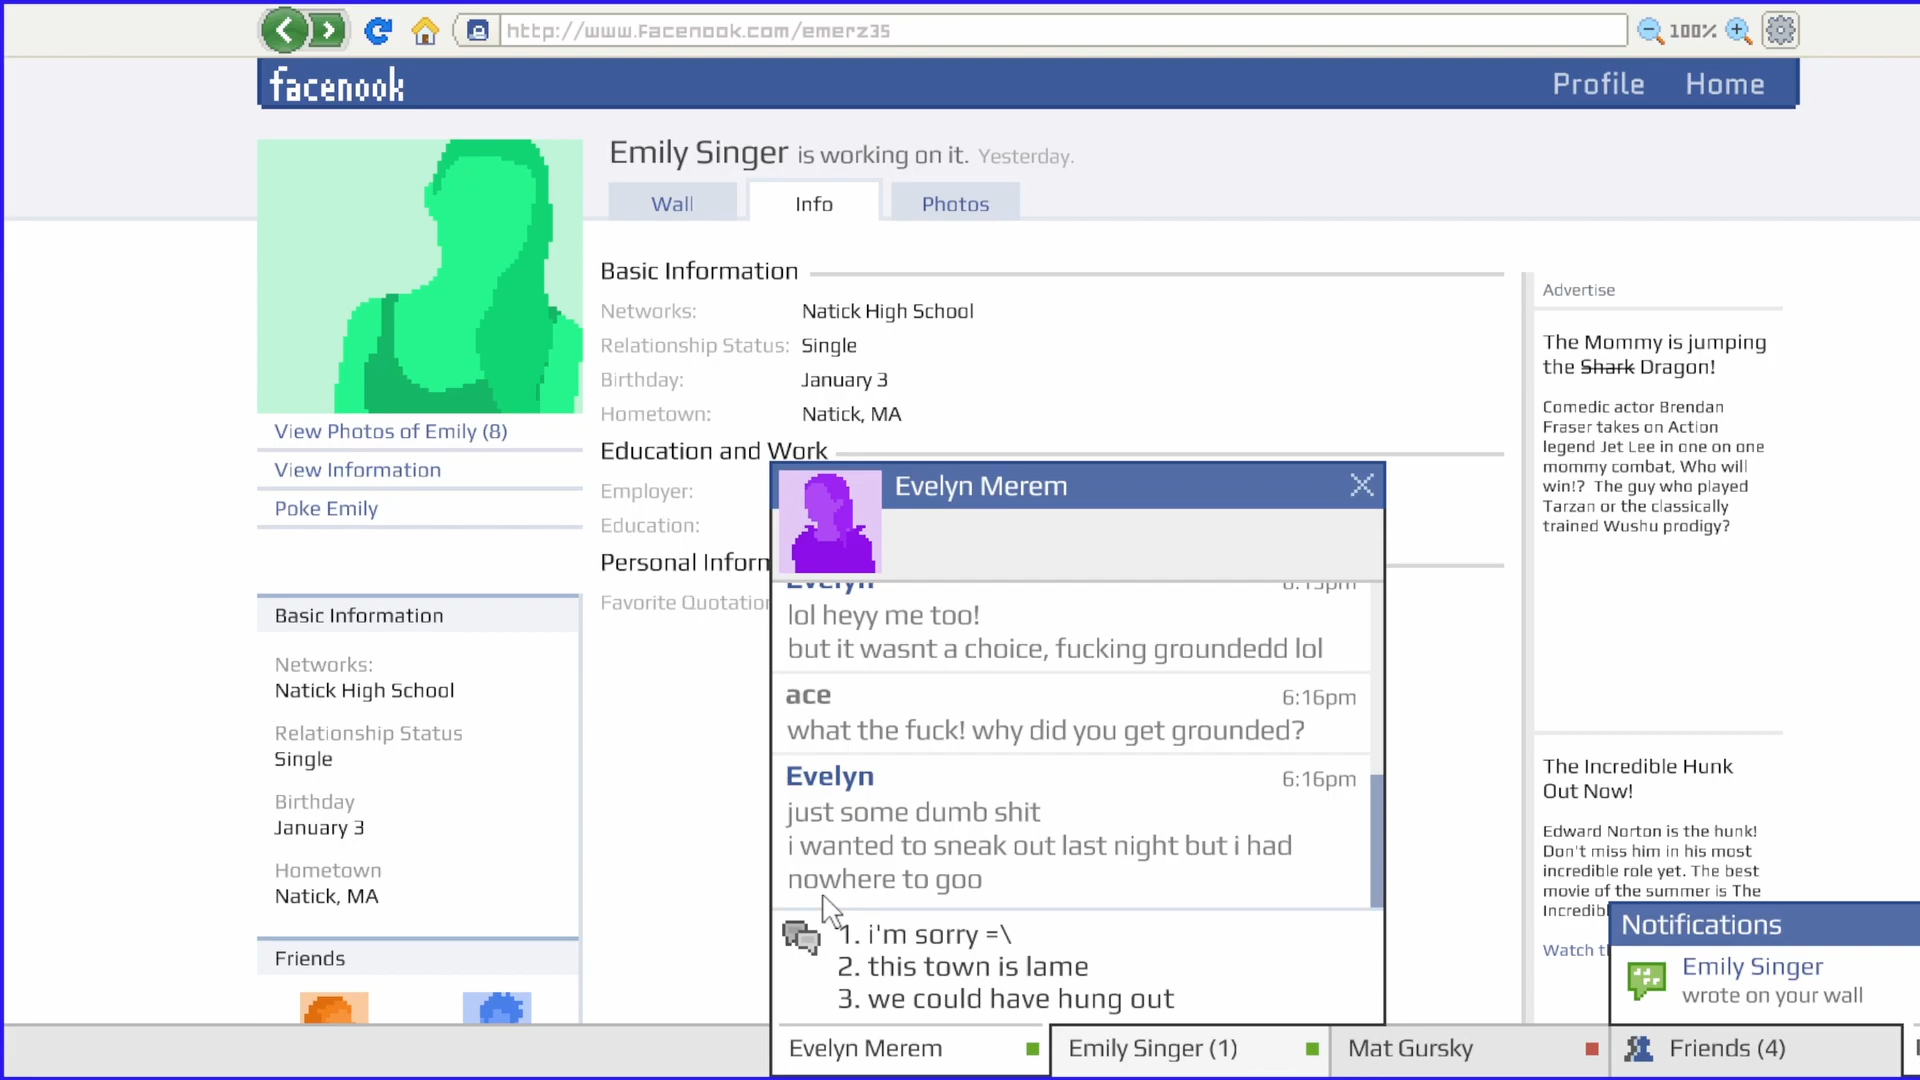 http://www.facenook.com/emerz35
100%
facenook
Profile
Home
Emily Singer is working on it. Yesterday.
Wall
Info
Photos
View Photos of Emily (8)
View Information
Poke Emily
Basic Information
Networks:
Natick High School
Relationship Status
Single
Birthday
January 3
Hometown
Natick, MA
Friends
Basic Information
Networks: Natick High School
Relationship Status: Single
Birthday: January 3
Hometown: Natick, MA
Education and Work
Employer:
Education:
Personal Inform
Favorite Quotation
Advertise
The Mommy is jumping
the Shark Dragon!
Comedic actor Brendan
Fraser takes on Action
legend Jet Lee in one on one
mommy combat. Who will
win!? The guy who played
Tarzan or the classically
trained Wushu prodigy?
The Incredible Hunk
Out Now!
Edward Norton is the hunk!
Don't miss him in his most
incredible role yet. The best
movie of the summer is The
Incredibl
Watch t
Evelyn Merem
Evelyn 6:15pm
lol heyy me too!
but it wasnt a choice, fucking groundedd lol
ace 6:16pm
what the fuck! why did you get grounded?
Evelyn 6:16pm
just some dumb shit
i wanted to sneak out last night but i had
nowhere to goo
1. i'm sorry =\
2. this town is lame
3. we could have hung out
Notifications
Emily Singer
wrote on your wall
Evelyn Merem
Emily Singer (1)
Mat Gursky
Friends (4)